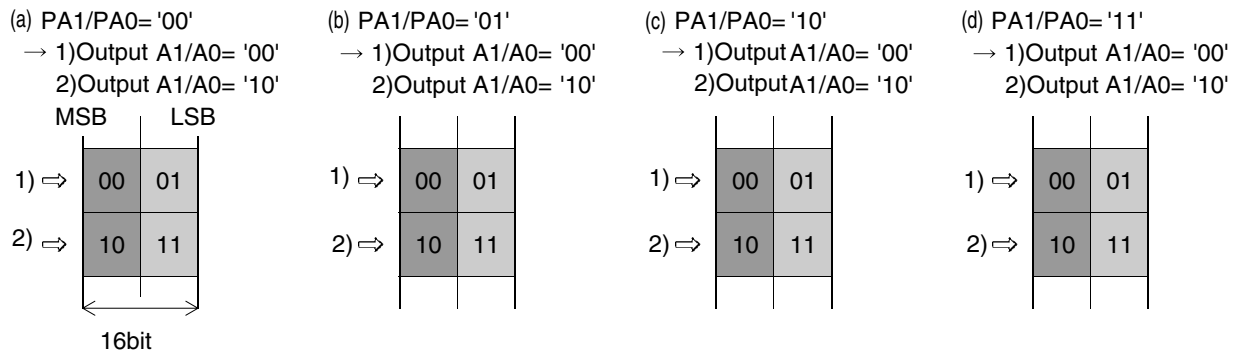 (a) PA1/PA0= '00'
→ 1)Output A1/A0= '00'
2)Output A1/A0= '10'
MSB LSB
1) ⇨ 00 01
2) ⇨ 10 11
16bit
(b) PA1/PA0= '01'
→ 1)Output A1/A0= '00'
2)Output A1/A0= '10'
1) ⇨ 00 01
2) ⇨ 10 11
(c) PA1/PA0= '10'
→ 1)Output A1/A0= '00'
2)OutputA1/A0= '10'
1) ⇨ 00 01
2) ⇨ 10 11
(d) PA1/PA0= '11'
→ 1)Output A1/A0= '00'
2)Output A1/A0= '10'
1) ⇨ 00 01
2) ⇨ 10 11